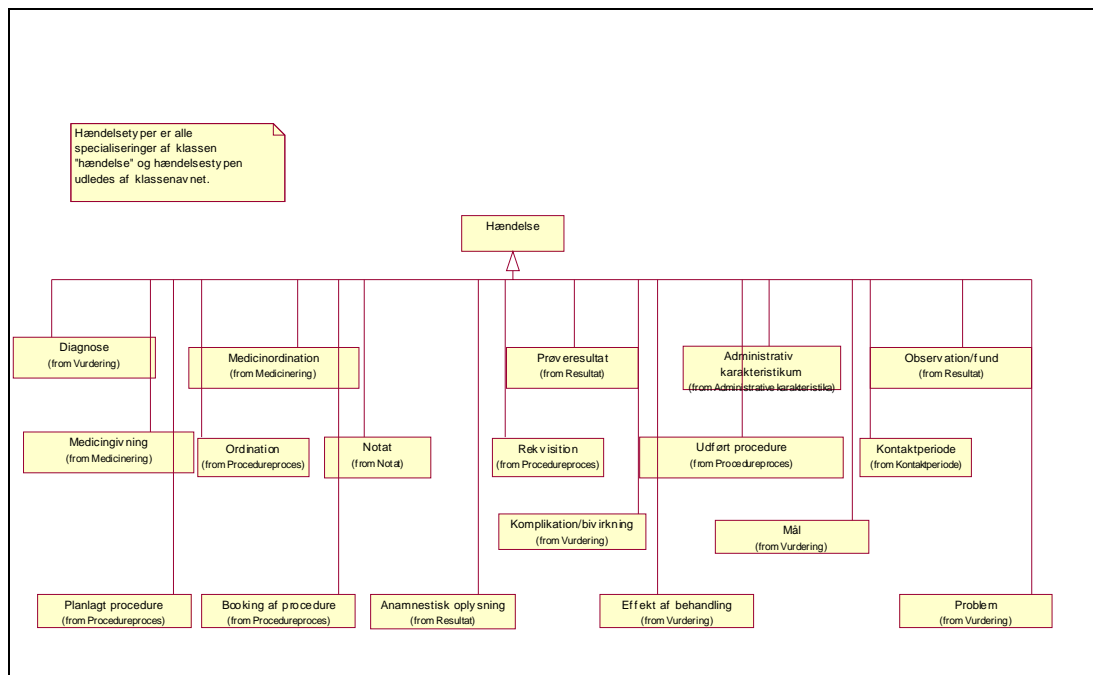 Hændelsetyper er alle
specialiseringer af klassen
"hændelse" og hændelsestypen
udledes af klassenavnet.
Hændelse
Diagnose
(from Vurdering)
Medicinordination
(from Medicinering)
Prøveresultat
(from Resultat)
Administrativ
karakteristikum
(from Administrative karakteristika)
Observation/fund
(from Resultat)
Medicingivning
(from Medicinering)
Ordination
(from Procedureproces)
Notat
(from Notat)
Rekvisition
(from Procedureproces)
Udført procedure
(from Procedureproces)
Kontaktperiode
(from Kontaktperiode)
Komplikation/bivirkning
(from Vurdering)
Mål
(from Vurdering)
Planlagt procedure
(from Procedureproces)
Booking af procedure
(from Procedureproces)
Anamnestisk oplysning
(from Resultat)
Effekt af behandling
(from Vurdering)
Problem
(from Vurdering)